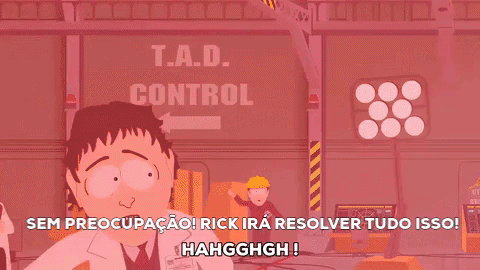 T.A.D.
CONTROL
SEM PREOCUPAÇÃO! RICK IRÁ RESOLVER TUDO ISSO!
HAHGGHGH !